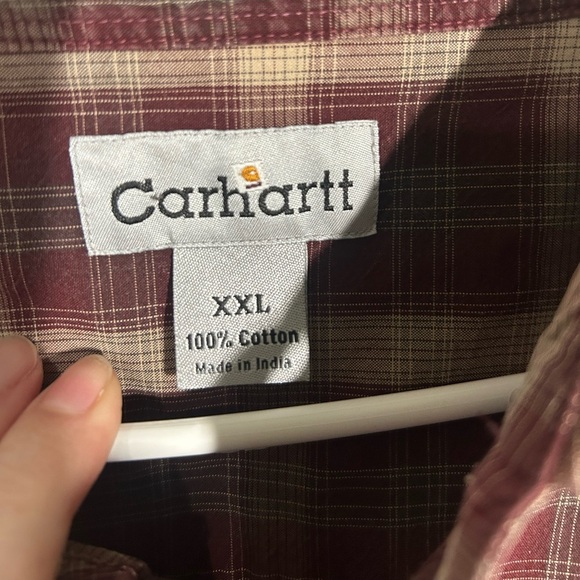 Carhartt
XXL
100% Cotton
Made in India